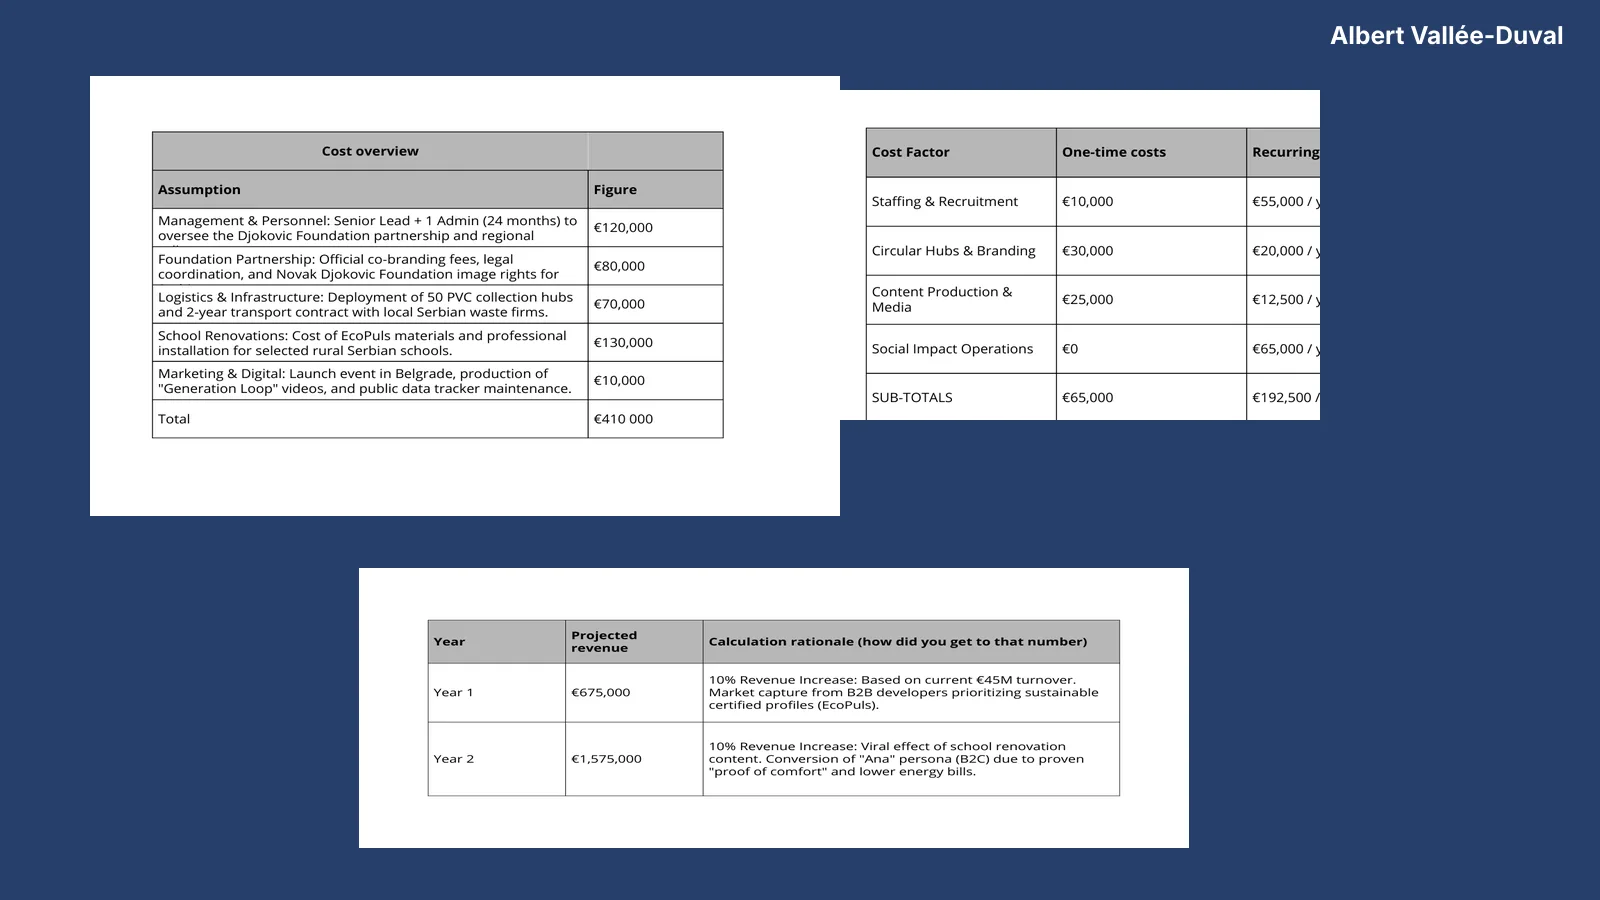 Albert Vallée-Duval
Cost overview
Assumption Figure
Management & Personnel: Senior Lead + 1 Admin (24 months) to
oversee the Djokovic Foundation partnership and regional
€120,000
Foundation Partnership: Official co-branding fees, legal
coordination, and Novak Djokovic Foundation image rights for
€80,000
Logistics & Infrastructure: Deployment of 50 PVC collection hubs
and 2-year transport contract with local Serbian waste firms.
€70,000
School Renovations: Cost of EcoPuls materials and professional
installation for selected rural Serbian schools.
€130,000
Marketing & Digital: Launch event in Belgrade, production of
"Generation Loop" videos, and public data tracker maintenance.
€10,000
Total €410 000
Cost Factor One-time costs Recurring
Staffing & Recruitment €10,000 €55,000 /
Circular Hubs & Branding €30,000 €20,000 /
Content Production &
Media
€25,000 €12,500 /
Social Impact Operations €0 €65,000 /
SUB-TOTALS €65,000 €192,500 /
Year Projected
revenue
Calculation rationale (how did you get to that number)
Year 1 €675,000
10% Revenue Increase: Based on current €45M turnover.
Market capture from B2B developers prioritizing sustainable
certified profiles (EcoPuls).
Year 2 €1,575,000
10% Revenue Increase: Viral effect of school renovation
content. Conversion of "Ana" persona (B2C) due to proven
"proof of comfort" and lower energy bills.